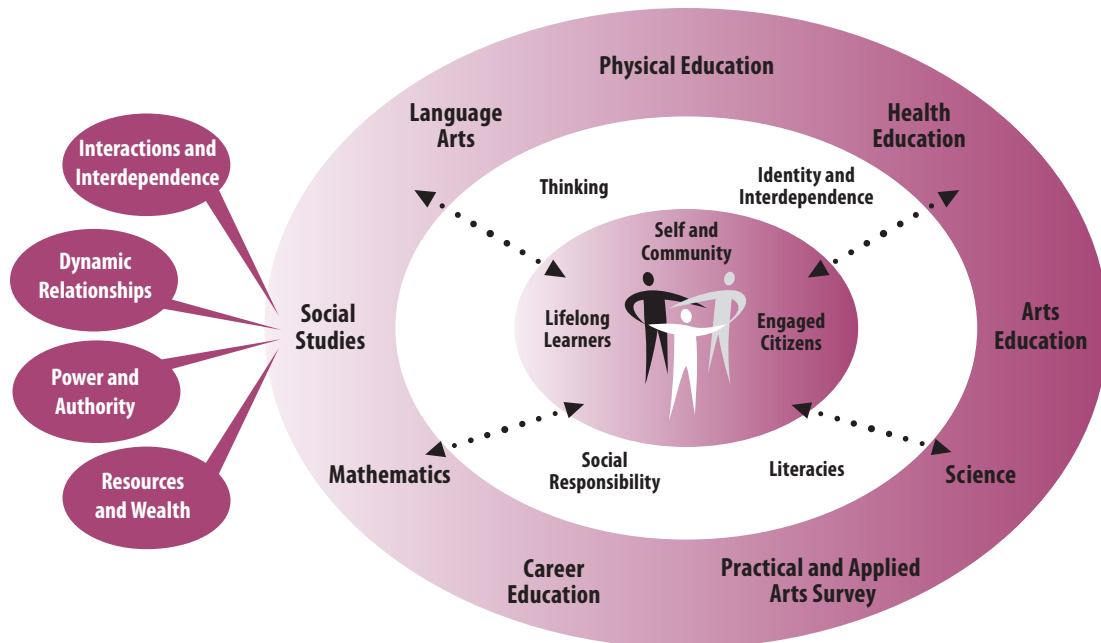 Physical Education
Language
Arts
Health
Education
Interactions and
Interdependence
Thinking
Identity and
Interdependence
Self and
Community
Dynamic
Relationships
Social
Studies
Lifelong
Learners
Engaged
Citizens
Arts
Education
Power and
Authority
Resources
and Wealth
Mathematics
Social
Responsibility
Literacies
Science
Career
Education
Practical and Applied
Arts Survey